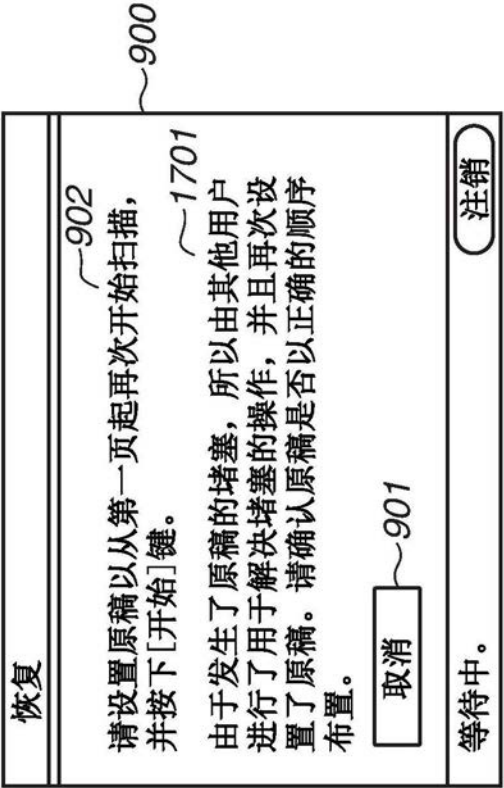 恢复
900
902
请设置原稿以从第一页起再次开始扫描，
并按下[开始]键。
1701
由于发生了原稿的堵塞，所以由其他用户
进行了用于解决堵塞的操作，并且再次设
置了原稿。请确认原稿是否以正确的顺序
布置。
取消
901
等待中。
注销